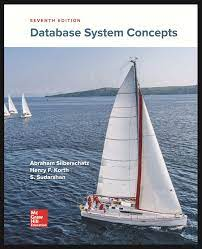 SEVENTH EDITION
Database System Concepts
Abraham Silberschatz
Henry F. Korth
S. Sudarshan
Mc
Graw
Hill
Education